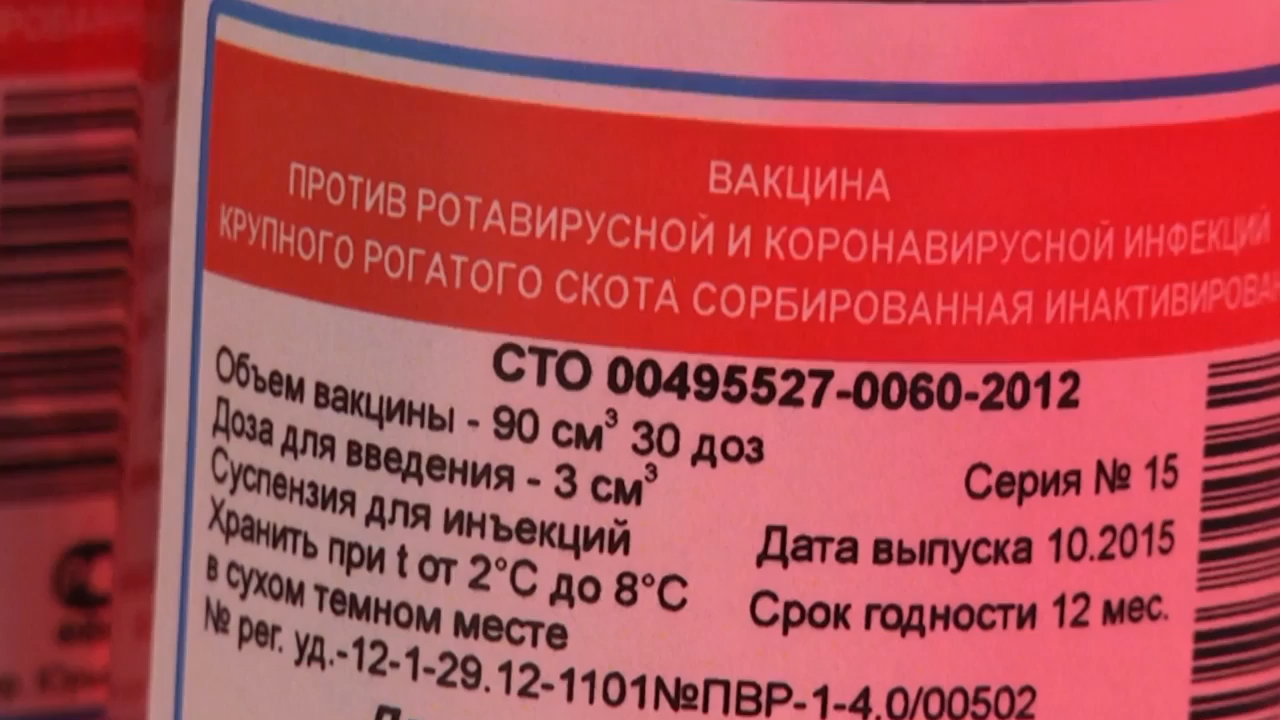 ВАКЦИНА
ПРОТИВ РОТАВИРУСНОЙ И КОРОНАВИРУСНОЙ ИНФЕКЦИЙ
КРУПНОГО РОГАТОГО СКОТА СОРБИРОВАННАЯ ИНАКТИВИРОВА
СТО 00495527-0060-2012
Объем вакцины - 90 см³ 30 доз
Доза для введения - 3 см³
Суспензия для инъекций
Хранить при t от 2°C до 8°C
в сухом темном месте
№ рег. уд.-12-1-29.12-1101№ПВР-1-4.0/00502
Серия № 15
Дата выпуска 10.2015
Срок годности 12 мес.